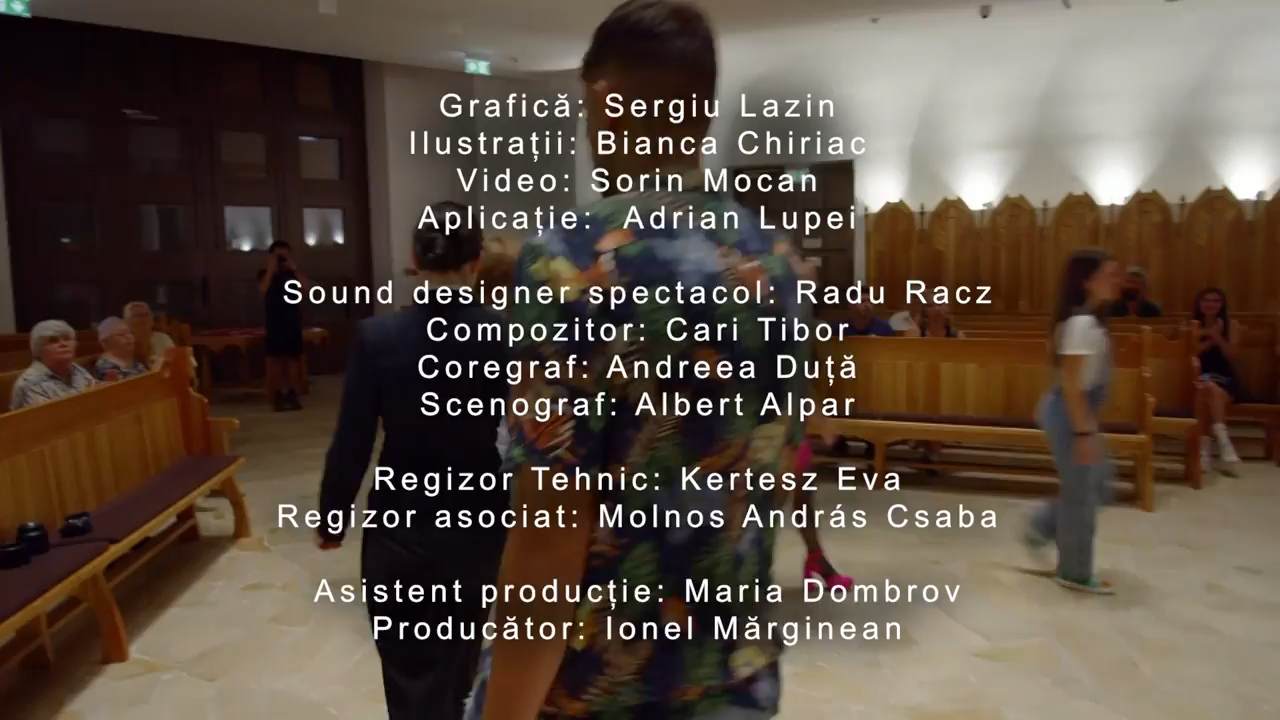 Grafică: Sergiu Lazin
Ilustrații: Bianca Chiriac
Video: Sorin Mocan
Aplicație:  Adrian Lupei
Sound designer spectacol: Radu Racz
Compozitor: Cari Tibor
Coregraf: Andreea Duță
Scenograf: Albert Alpar
Regizor Tehnic: Kertesz Eva
Regizor asociat: Molnos András Csaba
Asistent producție: Maria Dombrov
Producător: Ionel Mărginean